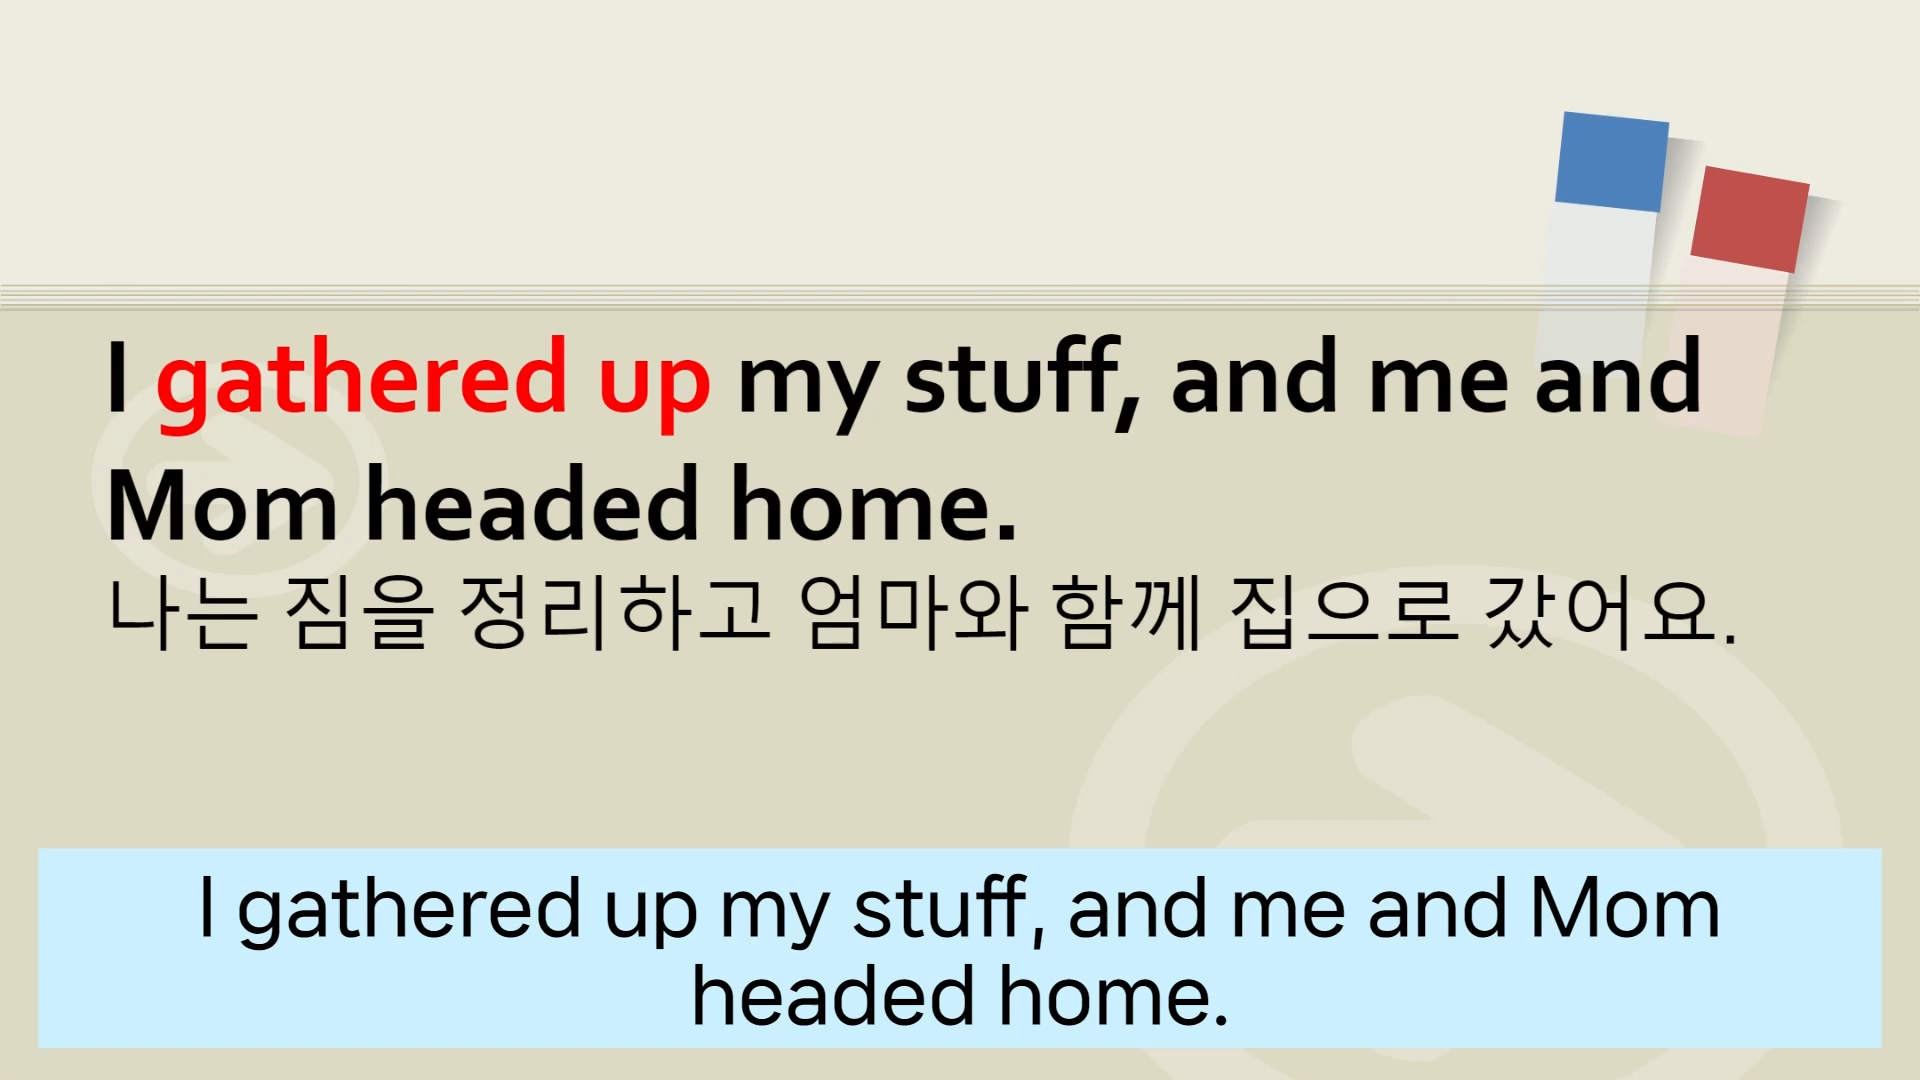 I gathered up my stuff, and me and
Mom headed home.
나는 짐을 정리하고 엄마와 함께 집으로 갔어요.
I gathered up my stuff, and me and Mom
headed home.